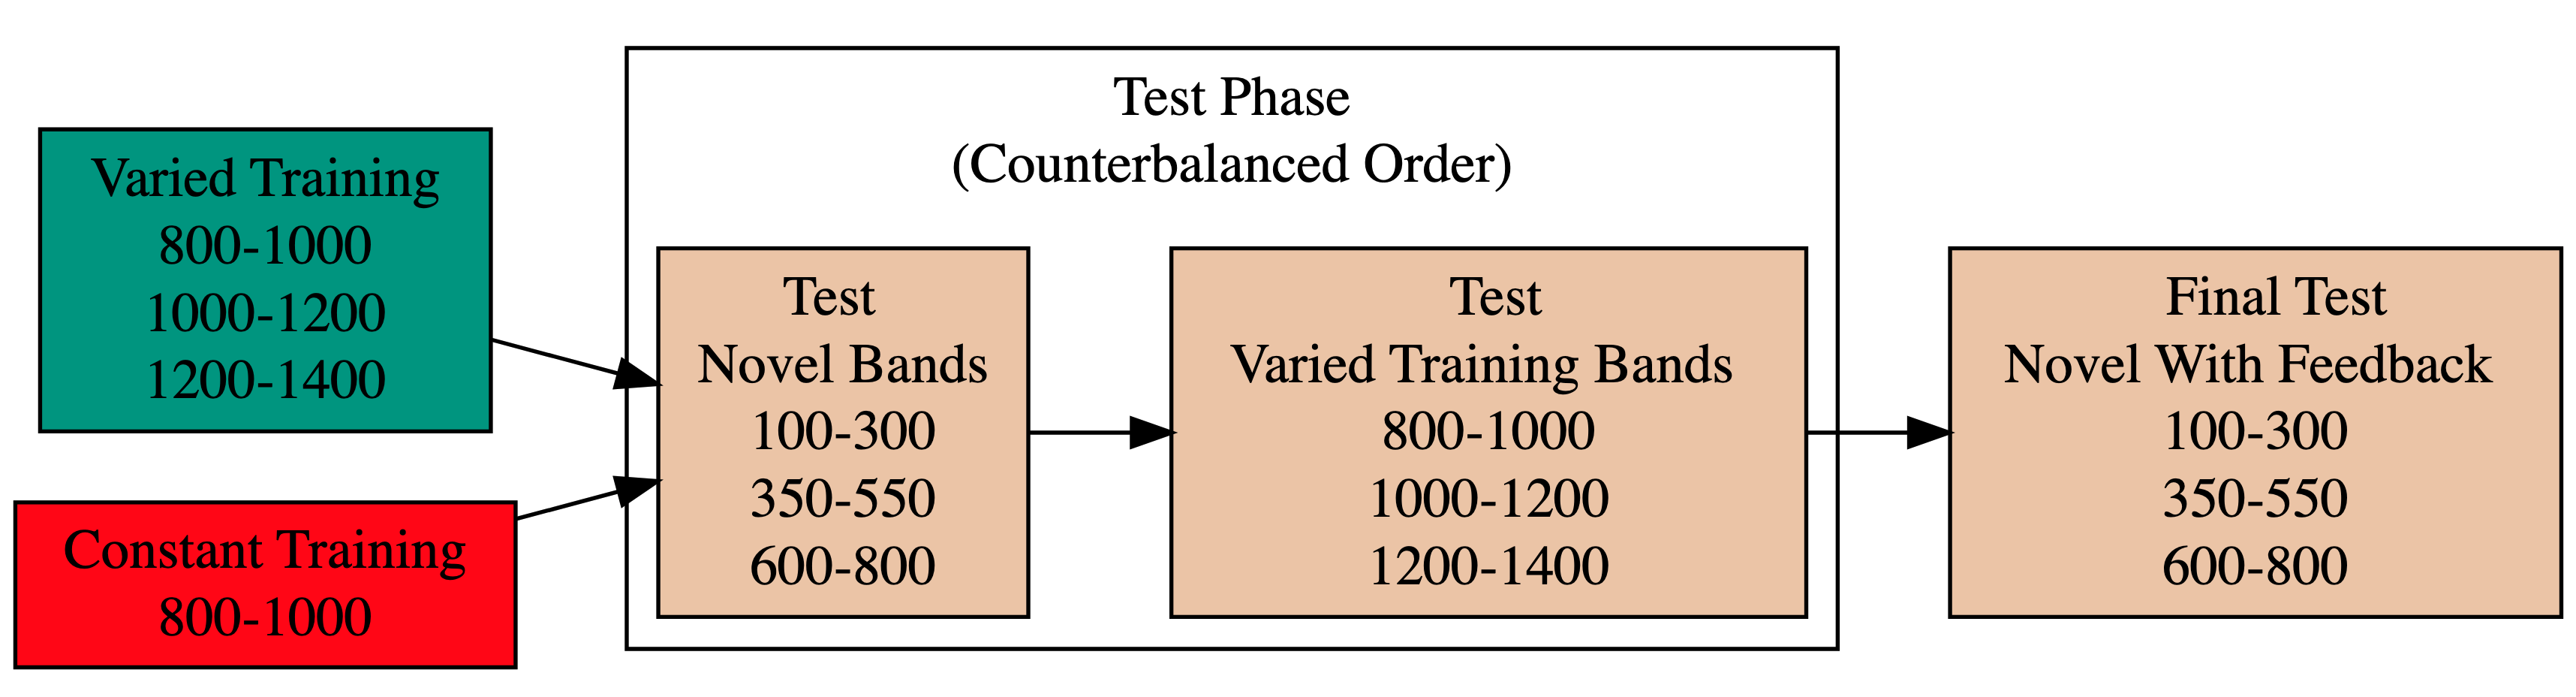 Varied Training
800-1000
1000-1200
1200-1400
Constant Training
800-1000
Test Phase
(Counterbalanced Order)
Test
Novel Bands
100-300
350-550
600-800
Test
Varied Training Bands
800-1000
1000-1200
1200-1400
Final Test
Novel With Feedback
100-300
350-550
600-800